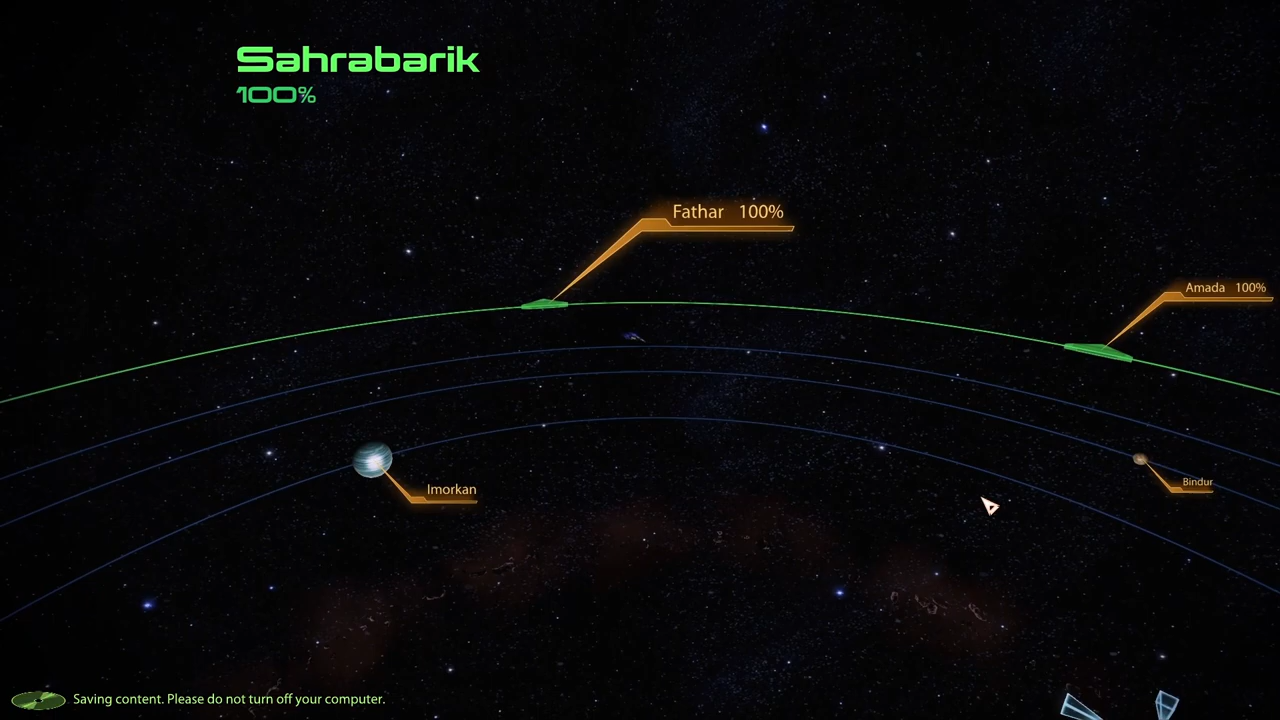 Sahrabarik
100%
Fathar 100%
Amada 100%
Imorkan
Bindur
Saving content. Please do not turn off your computer.